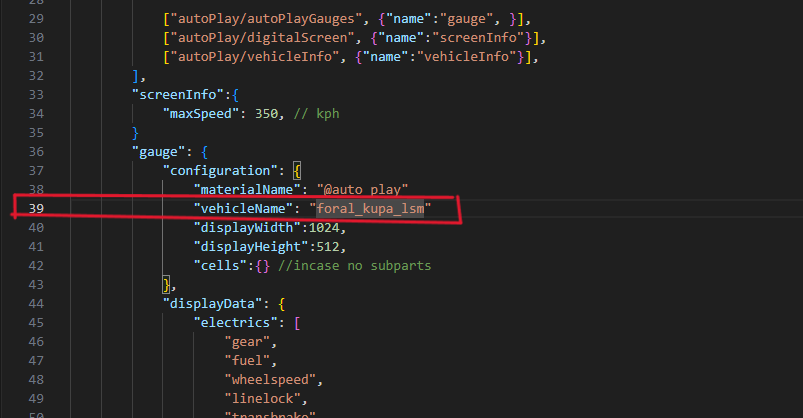 28
29 ["autoPlay/autoPlayGauges", {"name":"gauge", }],
30 ["autoPlay/digitalScreen", {"name":"screenInfo"}],
31 ["autoPlay/vehicleInfo", {"name":"vehicleInfo"}],
32 ],
33 "screenInfo":{
34 "maxSpeed": 350, // kph
35 }
36 "gauge": {
37 "configuration": {
38 "materialName": "@auto_play"
39 "vehicleName": "foral_kupa_lsm"
40 "displayWidth":1024,
41 "displayHeight":512,
42 "cells":{} //incase no subparts
43 },
44 "displayData": {
45 "electrics": [
46 "gear",
47 "fuel",
48 "wheelspeed",
49 "linelock",
50 "transbrake"